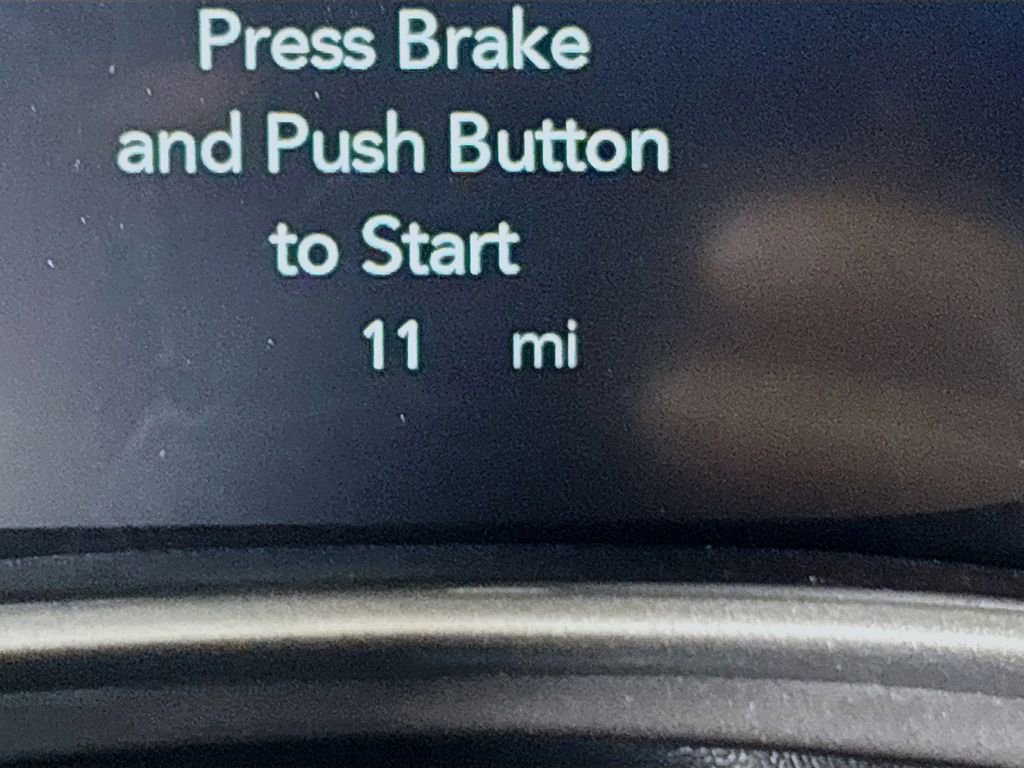 Press Brake
and Push Button
to Start
11 mi